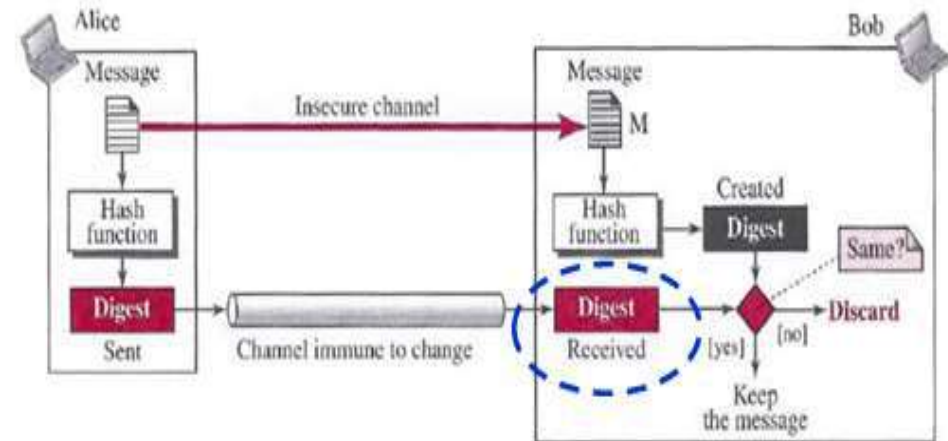 Alice
Bob
Message
Message
Insecure channel
M
Hash
function
Hash
function
Created
Digest
Same?
Digest
Sent
Channel immune to change
Digest
Received
[yes]
[no]
Discard
Keep
the message